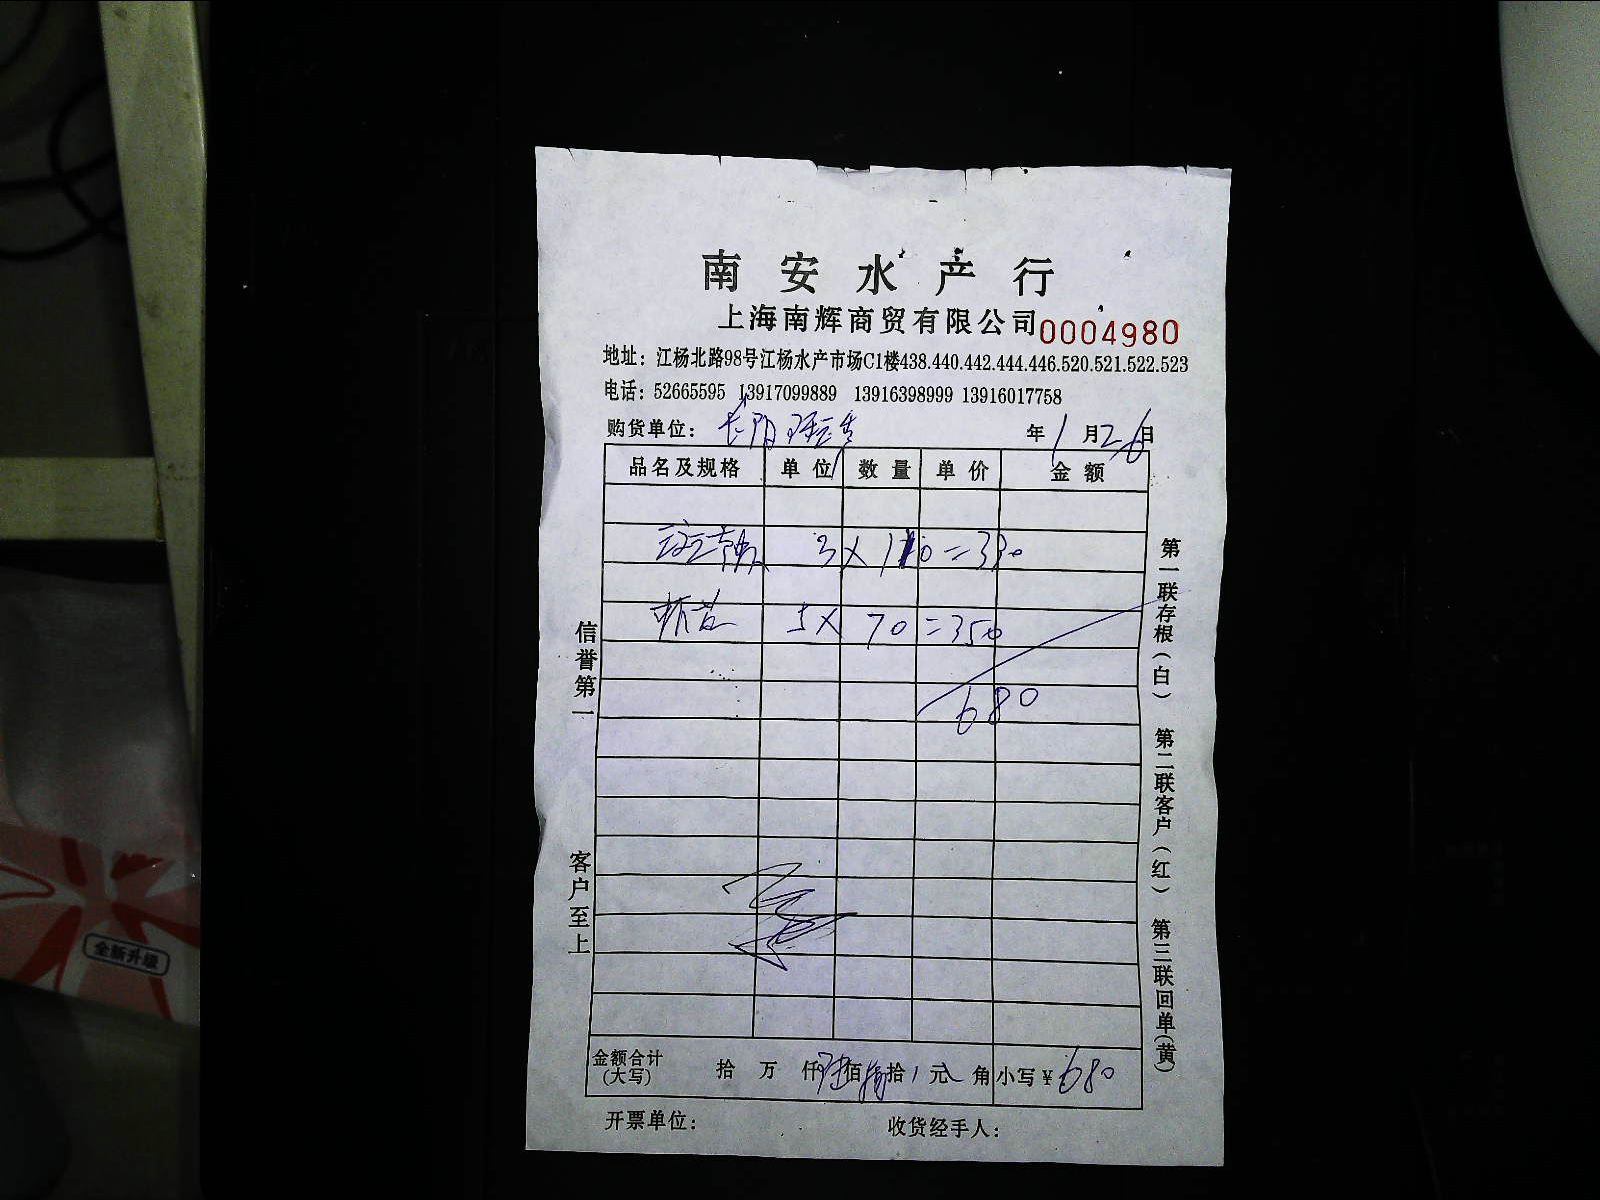 南安水产行
上海南辉商贸有限公司 0004980
地址：江杨北路98号江杨水产市场C1楼438.440.442.444.446.520.521.522.523
电话：52665595 13917099889 13916398999 13916017758
购货单位： 年1月26日
品名及规格 单位 数量 单价 金额
3×110=330
5×70=350
680
信誉第一
客户至上
第一联存根（白） 第二联客户（红） 第三联回单（黄）
金额合计(大写) 拾 万 仟陆佰捌拾 元 角 小写￥680
开票单位： 收货经手人：
全新升级